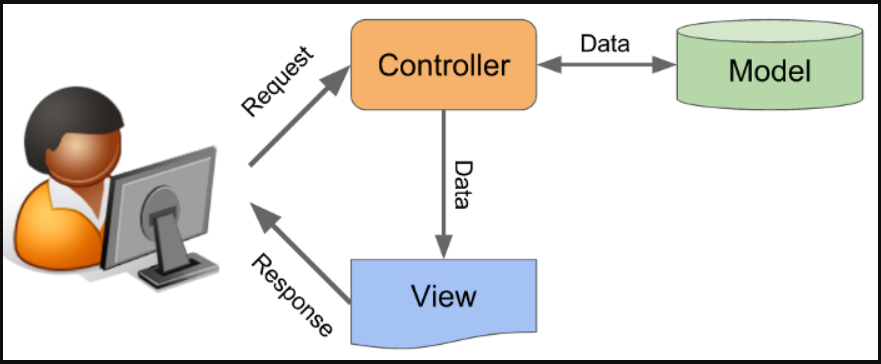 Request
Controller
Data
Model
Data
Response
View